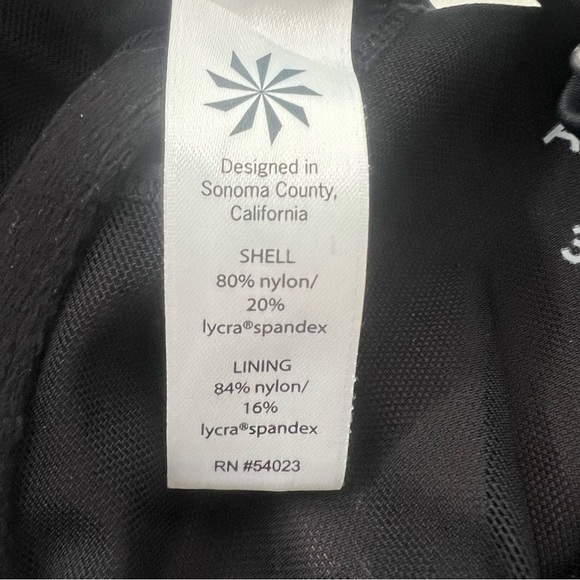 Designed in
Sonoma County,
California
SHELL
80% nylon/
20%
lycra®spandex
LINING
84% nylon/
16%
lycra®spandex
RN #54023